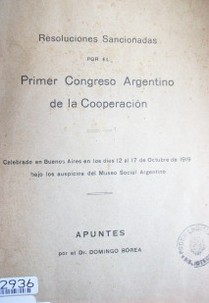 Resoluciones Sancionadas
POR EL
Primer Congreso Argentino
de la Cooperación
Celebrado en Buenos Aires en los días 12 al 17 de Octubre de 1919
bajo los auspicios del Museo Social Argentino
APUNTES
por el Dr. DOMINGO BOREA
2936